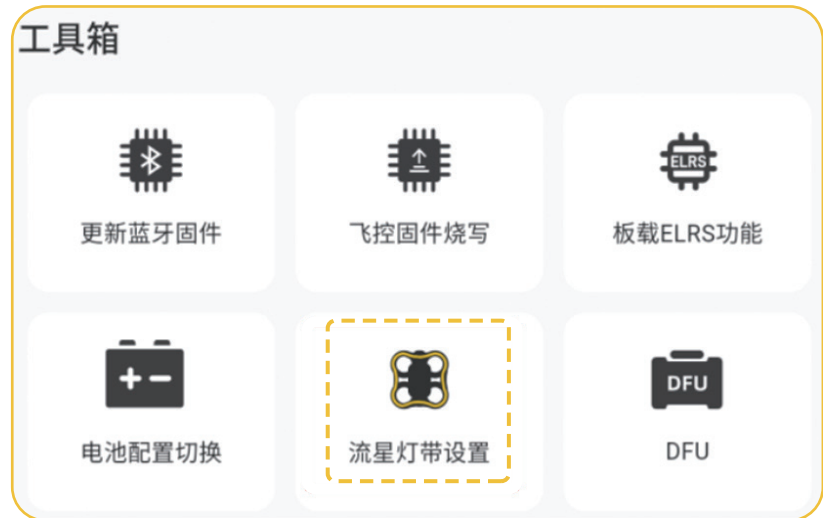 工具箱
ELRS
更新蓝牙固件
飞控固件烧写
板载ELRS功能
DFU
电池配置切换
流星灯带设置
DFU